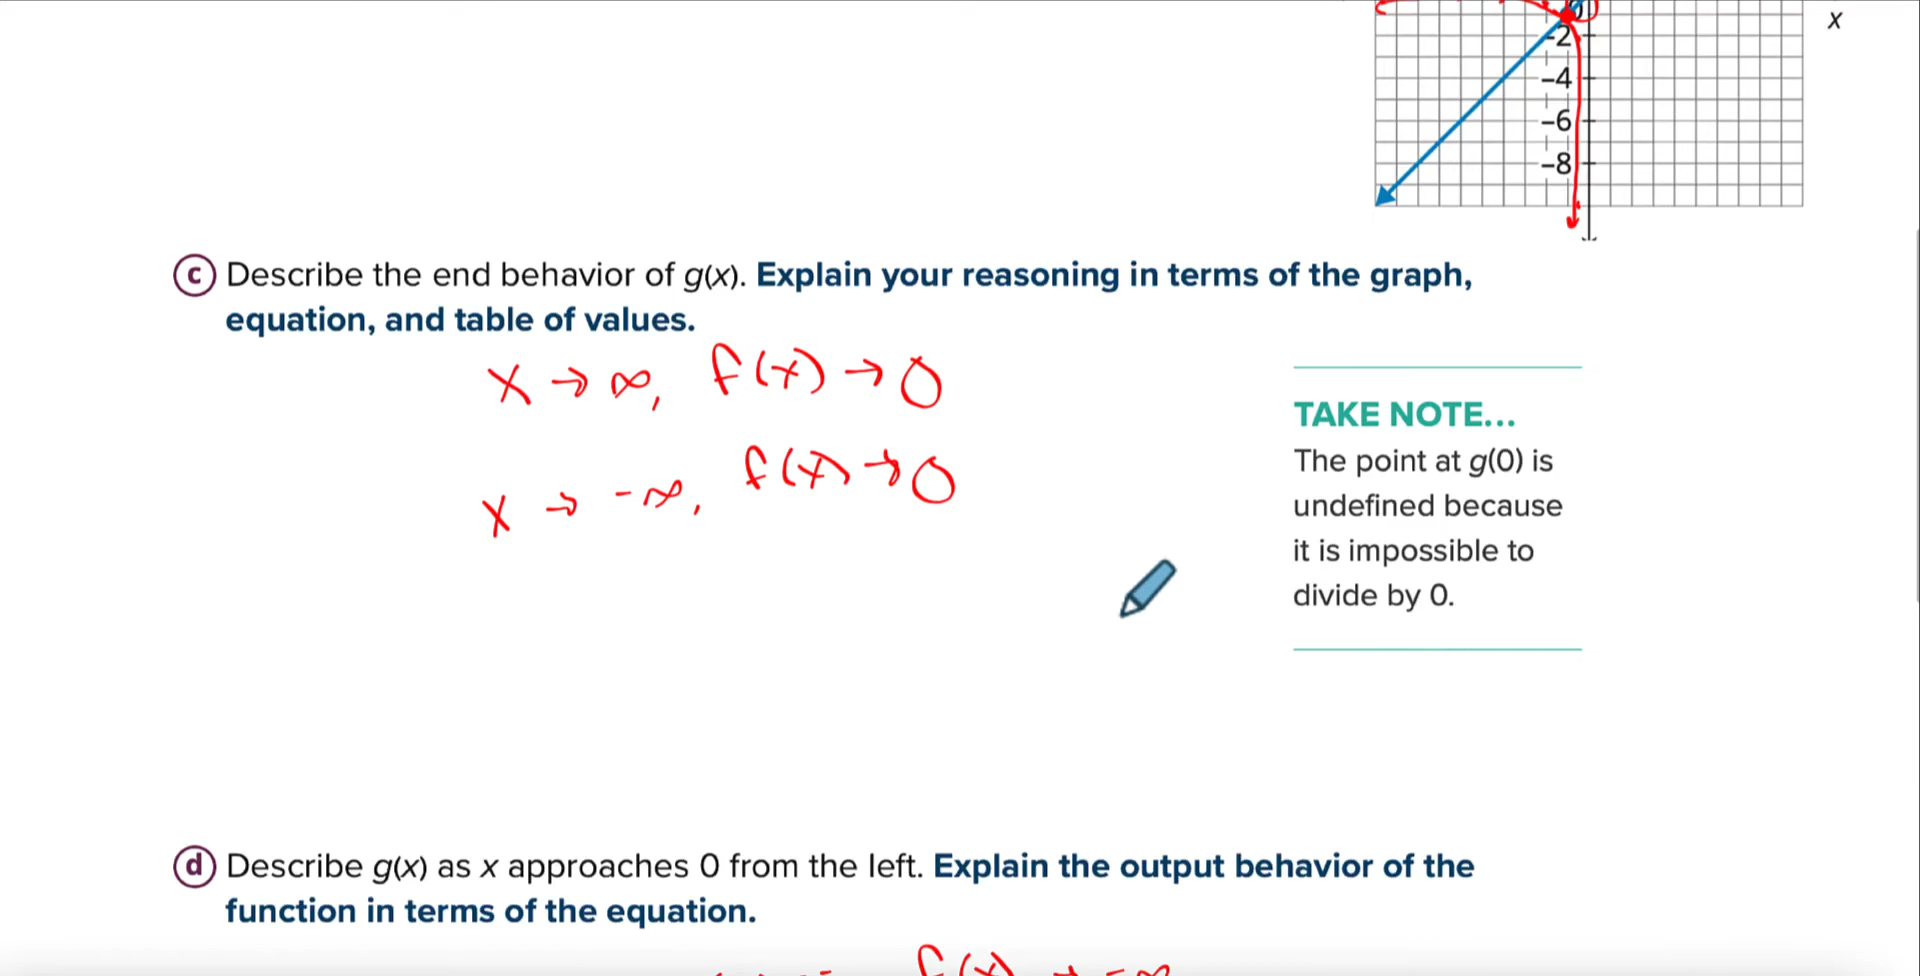 x
-2
-4
-6
-8
c Describe the end behavior of g(x). Explain your reasoning in terms of the graph,
equation, and table of values.
x → ∞, f(x) → 0
x → -∞, f(x) → 0
TAKE NOTE...
The point at g(0) is
undefined because
it is impossible to
divide by 0.
d Describe g(x) as x approaches 0 from the left. Explain the output behavior of the
function in terms of the equation.
f(x) → -∞